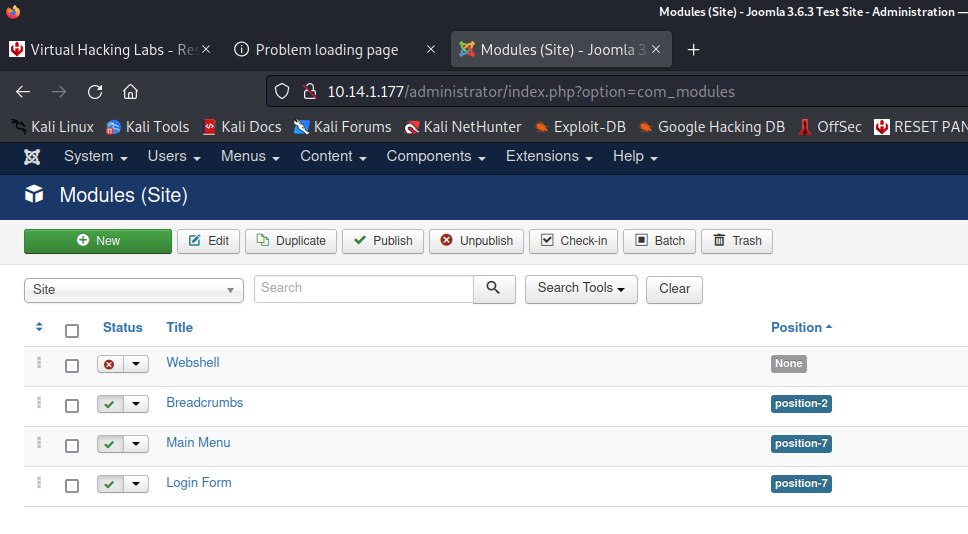 Modules (Site) - Joomla 3.6.3 Test Site - Administration —
Virtual Hacking Labs - Res
Problem loading page
Modules (Site) - Joomla 3
10.14.1.177/administrator/index.php?option=com_modules
Kali Linux Kali Tools Kali Docs Kali Forums Kali NetHunter Exploit-DB Google Hacking DB OffSec RESET PAN
System Users Menus Content Components Extensions Help
Modules (Site)
New Edit Duplicate Publish Unpublish Check-in Batch Trash
Site Search Search Tools Clear
Status Title Position
Webshell None
Breadcrumbs position-2
Main Menu position-7
Login Form position-7